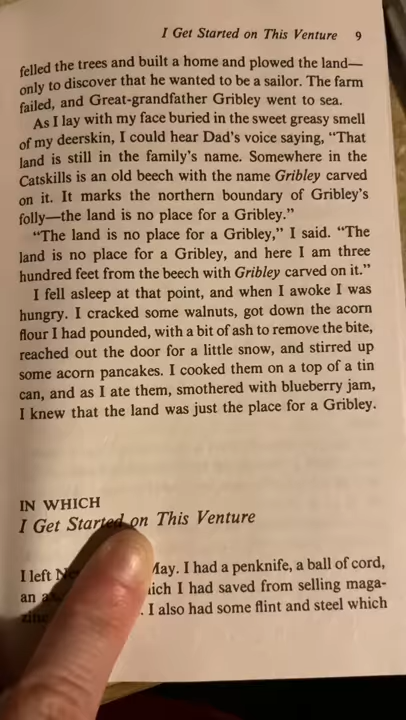 I Get Started on This Venture 9
felled the trees and built a home and plowed the land—
only to discover that he wanted to be a sailor. The farm
failed, and Great-grandfather Gribley went to sea.
As I lay with my face buried in the sweet greasy smell
of my deerskin, I could hear Dad's voice saying, "That
land is still in the family's name. Somewhere in the
Catskills is an old beech with the name Gribley carved
on it. It marks the northern boundary of Gribley's
folly—the land is no place for a Gribley."
"The land is no place for a Gribley," I said. "The
land is no place for a Gribley, and here I am three
hundred feet from the beech with Gribley carved on it."
I fell asleep at that point, and when I awoke I was
hungry. I cracked some walnuts, got down the acorn
flour I had pounded, with a bit of ash to remove the bite,
reached out the door for a little snow, and stirred up
some acorn pancakes. I cooked them on a top of a tin
can, and as I ate them, smothered with blueberry jam,
I knew that the land was just the place for a Gribley.
IN WHICH
I Get Started on This Venture
I left May. I had a penknife, a ball of cord,
an I had saved from selling maga-
. I also had some flint and steel which